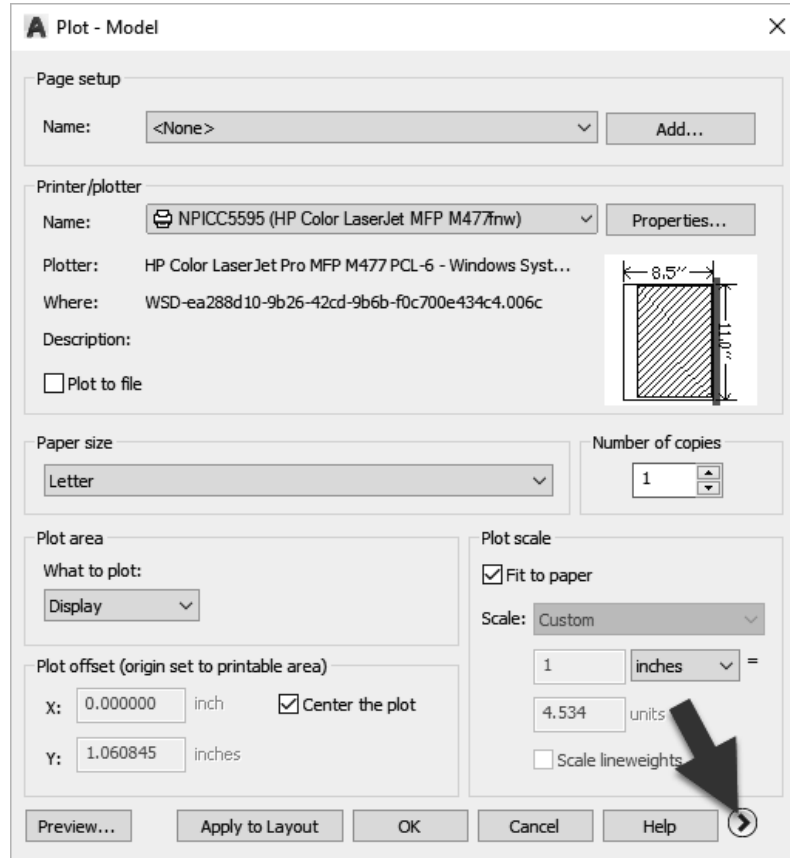 A Plot - Model
Page setup
Name: <None> Add...
Printer/plotter
Name: NPICC5595 (HP Color LaserJet MFP M477fnw) Properties...
Plotter: HP Color LaserJet Pro MFP M477 PCL-6 - Windows Syst...
Where: WSD-ea288d10-9b26-42cd-9b6b-f0c700e434c4.006c
Description:
Plot to file
8.5″
11.0″
Paper size
Letter
Number of copies
1
Plot area
What to plot:
Display
Plot scale
Fit to paper
Scale: Custom
1 inches =
4.534 units
Scale lineweights
Plot offset (origin set to printable area)
X: 0.000000 inch Center the plot
Y: 1.060845 inches
Preview... Apply to Layout OK Cancel Help